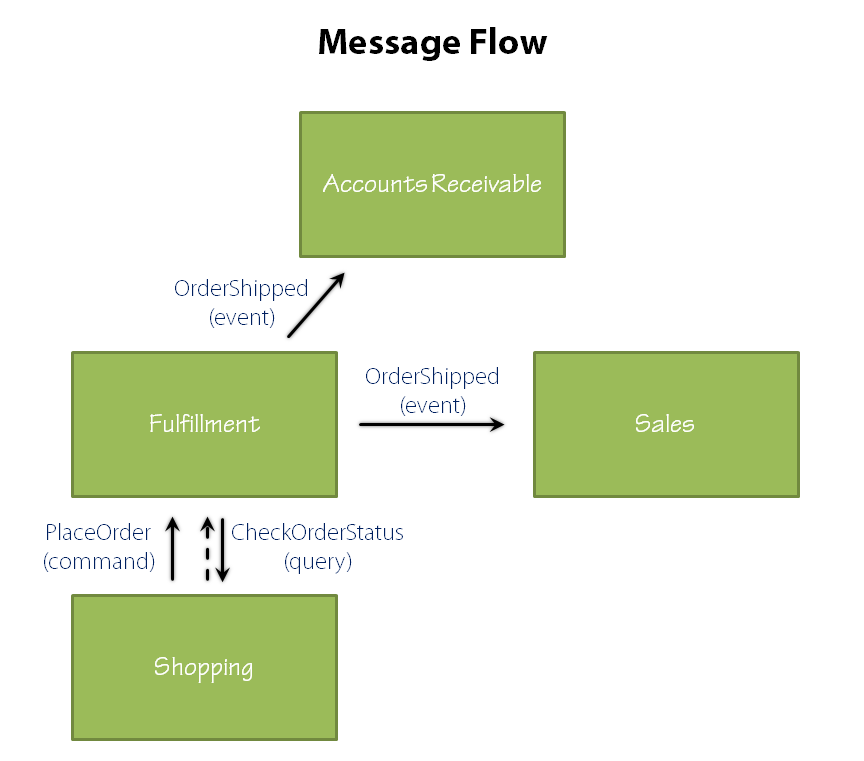 Message Flow
Accounts Receivable
OrderShipped
(event)
OrderShipped
(event)
Fulfillment
Sales
PlaceOrder
(command)
CheckOrderStatus
(query)
Shopping